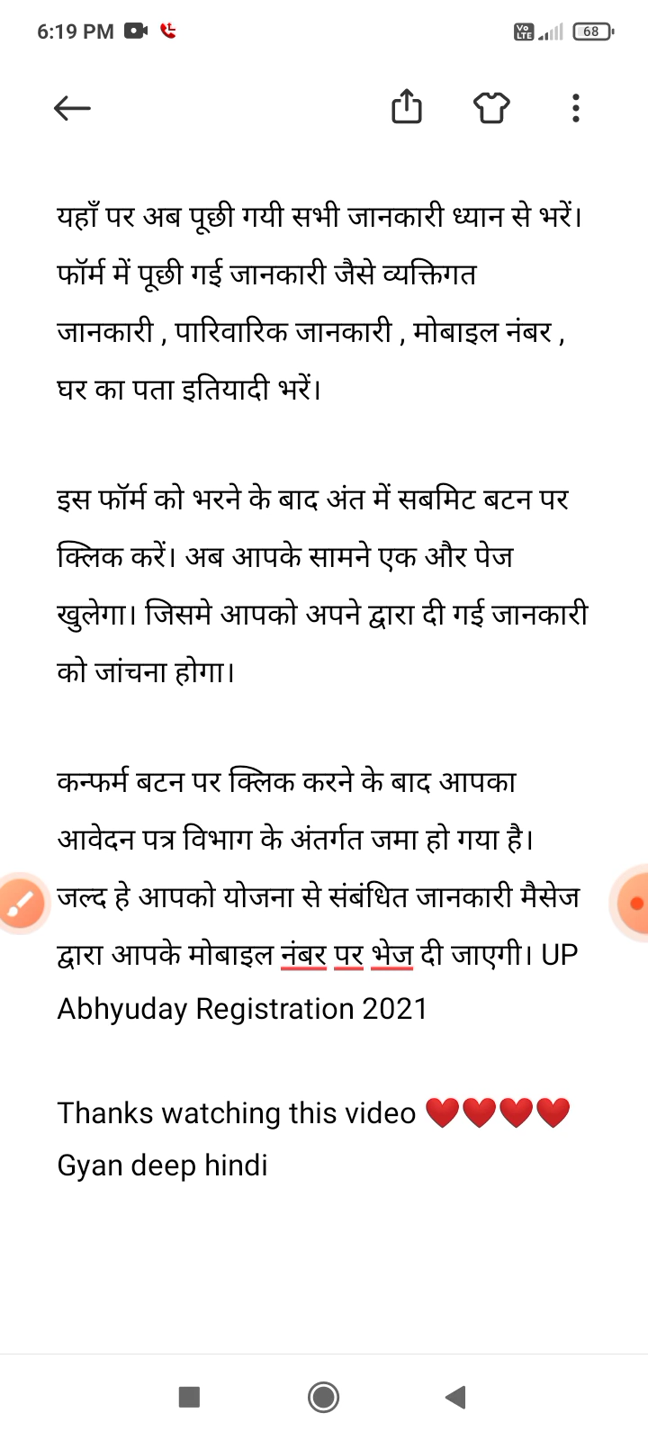 6:19 PM
Vo LTE 68
यहाँ पर अब पूछी गयी सभी जानकारी ध्यान से भरें।
फॉर्म में पूछी गई जानकारी जैसे व्यक्तिगत
जानकारी , पारिवारिक जानकारी , मोबाइल नंबर ,
घर का पता इतियादी भरें।
इस फॉर्म को भरने के बाद अंत में सबमिट बटन पर
क्लिक करें। अब आपके सामने एक और पेज
खुलेगा। जिसमे आपको अपने द्वारा दी गई जानकारी
को जांचना होगा।
कन्फर्म बटन पर क्लिक करने के बाद आपका
आवेदन पत्र विभाग के अंतर्गत जमा हो गया है।
जल्द हे आपको योजना से संबंधित जानकारी मैसेज
द्वारा आपके मोबाइल नंबर पर भेज दी जाएगी। UP
Abhyuday Registration 2021
Thanks watching this video ❤️❤️❤️❤️
Gyan deep hindi